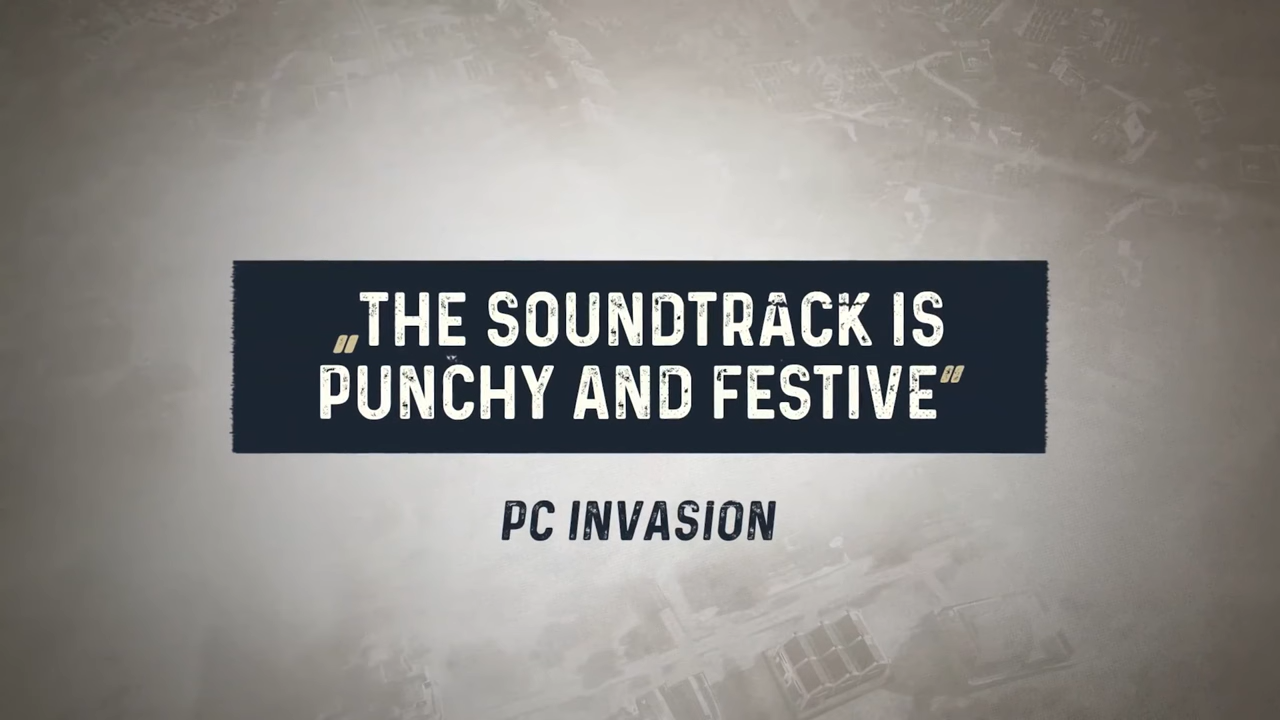 „THE SOUNDTRACK IS
PUNCHY AND FESTIVE“
PC INVASION